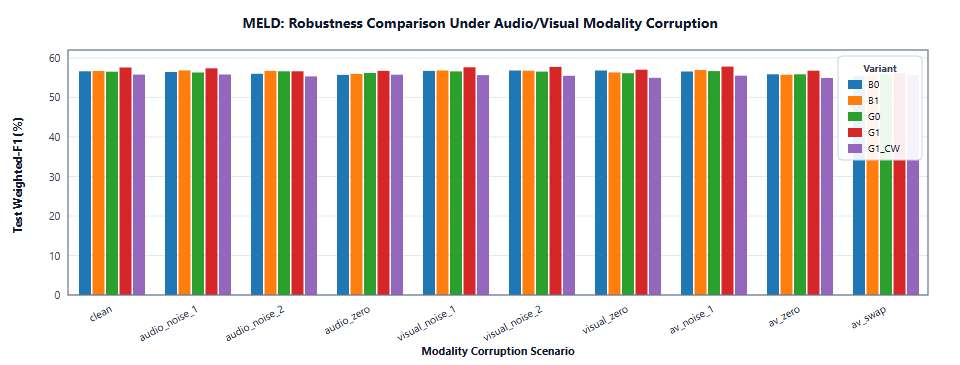 MELD: Robustness Comparison Under Audio/Visual Modality Corruption
Test Weighted-F1 (%)
60
50
40
30
20
10
0
Variant
B0
B1
G0
G1
G1_CW
clean
audio_noise_1
audio_noise_2
audio_zero
visual_noise_1
visual_noise_2
visual_zero
av_noise_1
av_zero
av_swap
Modality Corruption Scenario